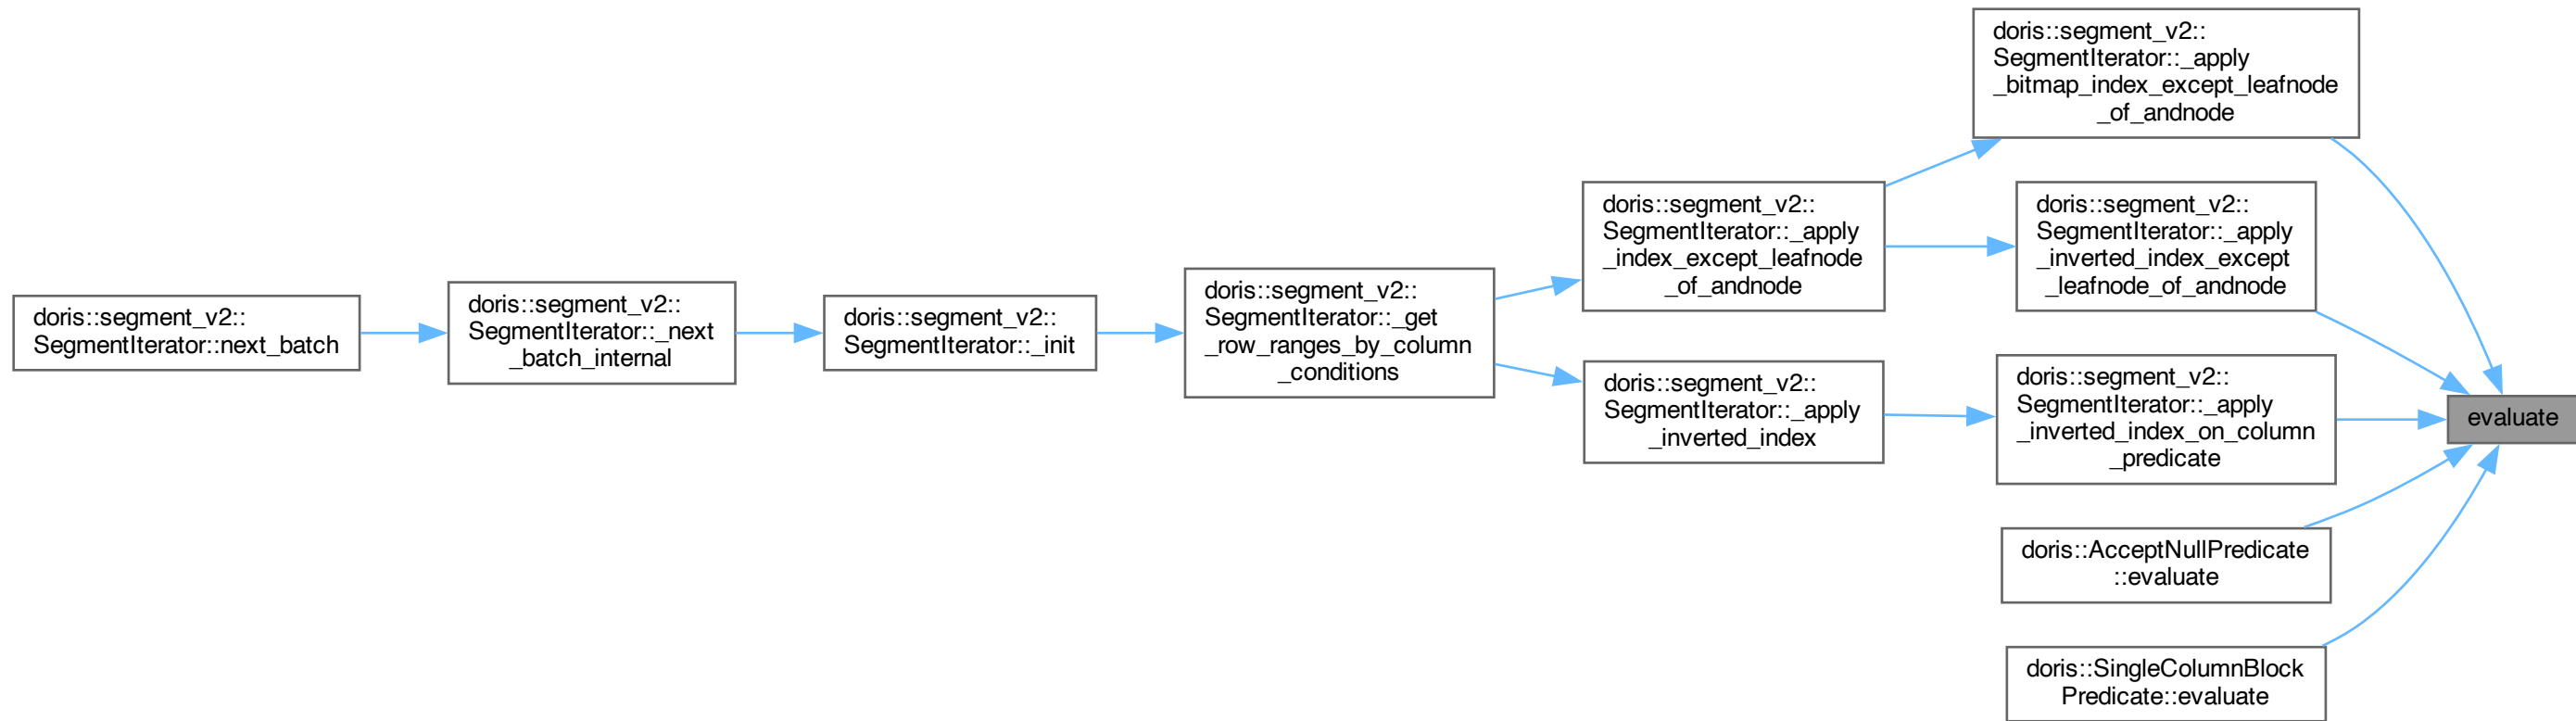 doris::segment_v2::
SegmentIterator::next_batch
doris::segment_v2::
SegmentIterator::_next
_batch_internal
doris::segment_v2::
SegmentIterator::_init
doris::segment_v2::
SegmentIterator::_get
_row_ranges_by_column
_conditions
doris::segment_v2::
SegmentIterator::_apply
_index_except_leafnode
_of_andnode
doris::segment_v2::
SegmentIterator::_apply
_inverted_index
doris::segment_v2::
SegmentIterator::_apply
_bitmap_index_except_leafnode
_of_andnode
doris::segment_v2::
SegmentIterator::_apply
_inverted_index_except
_leafnode_of_andnode
doris::segment_v2::
SegmentIterator::_apply
_inverted_index_on_column
_predicate
doris::AcceptNullPredicate
::evaluate
doris::SingleColumnBlock
Predicate::evaluate
evaluate